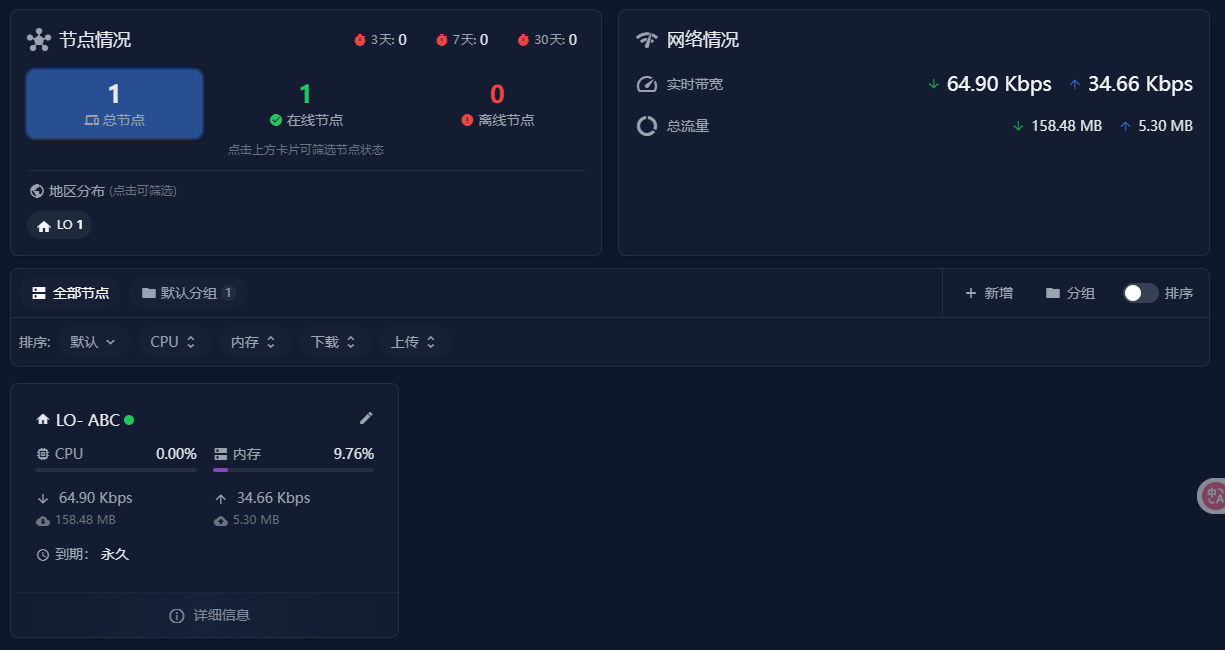 节点情况 3天: 0 7天: 0 30天: 0
1 1 0
总节点 在线节点 离线节点
点击上方卡片可筛选节点状态
地区分布 (点击可筛选)
LO 1
网络情况
实时带宽 64.90 Kbps 34.66 Kbps
总流量 158.48 MB 5.30 MB
全部节点 默认分组 1 新增 分组 排序
排序: 默认 CPU 内存 下载 上传
LO- ABC
CPU 0.00% 内存 9.76%
64.90 Kbps 34.66 Kbps
158.48 MB 5.30 MB
到期: 永久
详细信息
中 A